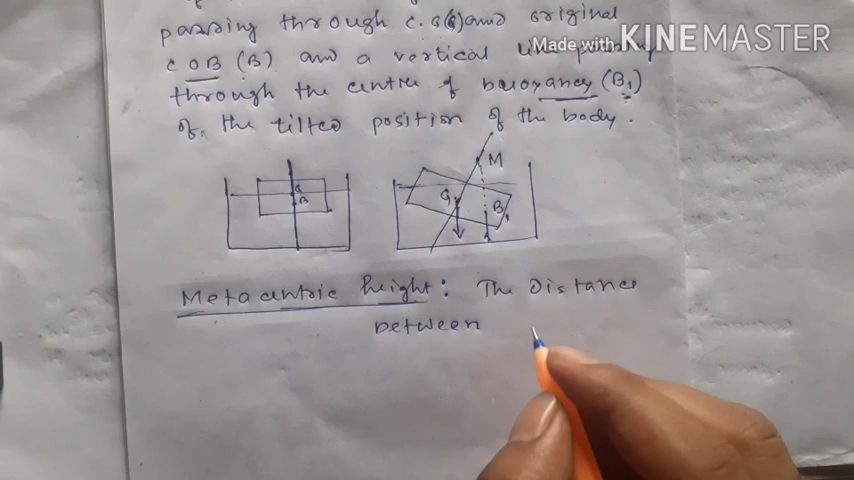 passing through c.G(G) and original
Made with KINEMASTER
COB (B) and a vertical line passing
through the centre of buoyancy (B1)
of the tilted position of the body.
M
G
B
G
B1
Metacentric height: The Distance
between